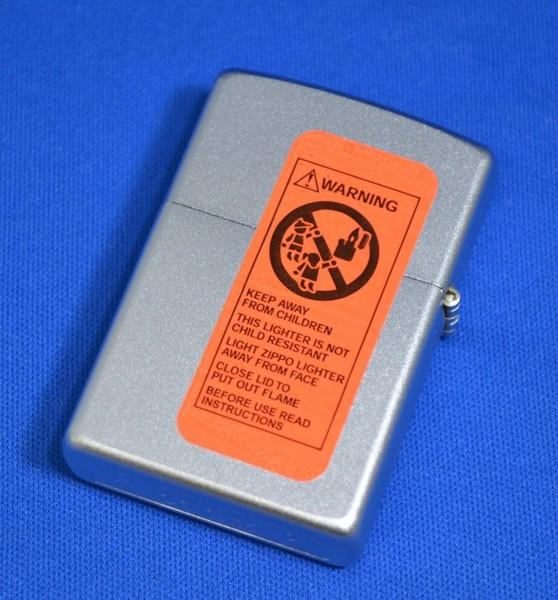 WARNING
KEEP AWAY
FROM CHILDREN
THIS LIGHTER IS NOT
CHILD RESISTANT
LIGHT ZIPPO LIGHTER
AWAY FROM FACE
CLOSE LID TO
PUT OUT FLAME
BEFORE USE READ
INSTRUCTIONS